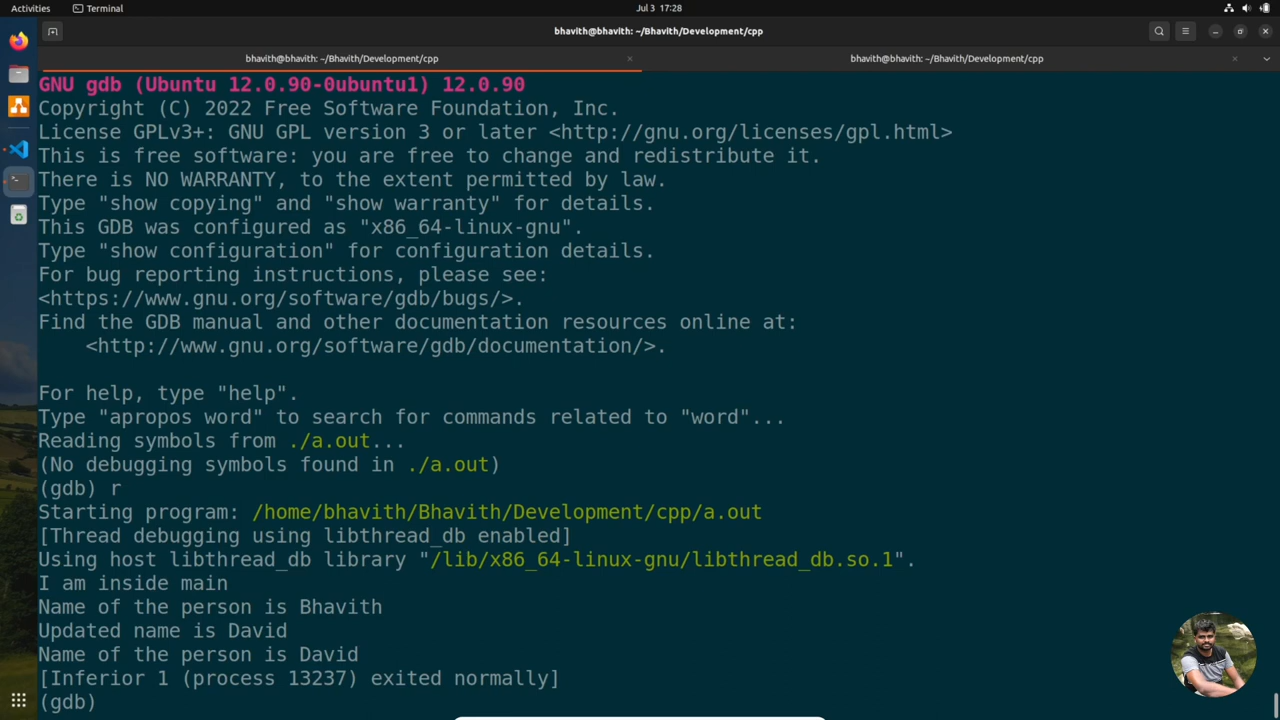 Activities
Terminal
Jul 3 17:28
bhavith@bhavith: ~/Bhavith/Development/cpp
bhavith@bhavith: ~/Bhavith/Development/cpp
bhavith@bhavith: ~/Bhavith/Development/cpp
GNU gdb (Ubuntu 12.0.90-0ubuntu1) 12.0.90
Copyright (C) 2022 Free Software Foundation, Inc.
License GPLv3+: GNU GPL version 3 or later <http://gnu.org/licenses/gpl.html>
This is free software: you are free to change and redistribute it.
There is NO WARRANTY, to the extent permitted by law.
Type "show copying" and "show warranty" for details.
This GDB was configured as "x86_64-linux-gnu".
Type "show configuration" for configuration details.
For bug reporting instructions, please see:
<https://www.gnu.org/software/gdb/bugs/>.
Find the GDB manual and other documentation resources online at:
    <http://www.gnu.org/software/gdb/documentation/>.
For help, type "help".
Type "apropos word" to search for commands related to "word"...
Reading symbols from ./a.out...
(No debugging symbols found in ./a.out)
(gdb) r
Starting program: /home/bhavith/Bhavith/Development/cpp/a.out
[Thread debugging using libthread_db enabled]
Using host libthread_db library "/lib/x86_64-linux-gnu/libthread_db.so.1".
I am inside main
Name of the person is Bhavith
Updated name is David
Name of the person is David
[Inferior 1 (process 13237) exited normally]
(gdb)